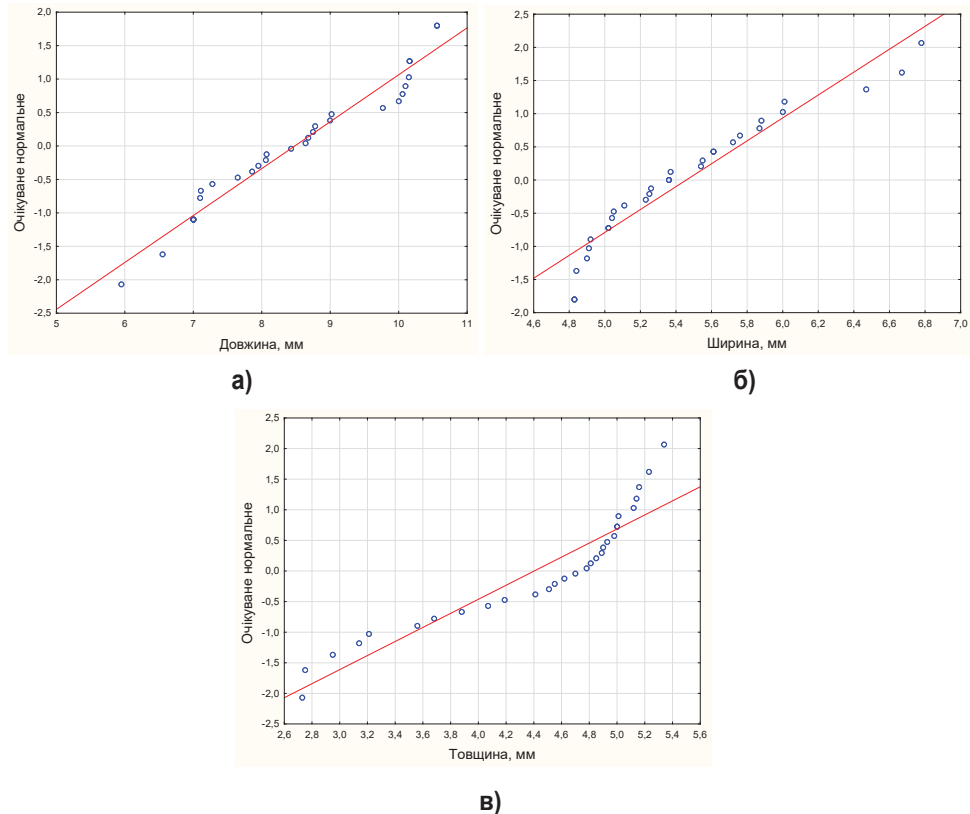 2,0
1,5
1,0
0,5
0,0
-0,5
-1,0
-1,5
-2,0
-2,5
Очікуване нормальне
5 6 7 8 9 10 11
Довжина, мм
а)
2,5
2,0
1,5
1,0
0,5
0,0
-0,5
-1,0
-1,5
-2,0
Очікуване нормальне
4,6 4,8 5,0 5,2 5,4 5,6 5,8 6,0 6,2 6,4 6,6 6,8 7,0
Ширина, мм
б)
2,5
2,0
1,5
1,0
0,5
0,0
-0,5
-1,0
-1,5
-2,0
-2,5
Очікуване нормальне
2,6 2,8 3,0 3,2 3,4 3,6 3,8 4,0 4,2 4,4 4,6 4,8 5,0 5,2 5,4 5,6
Товщина, мм
в)